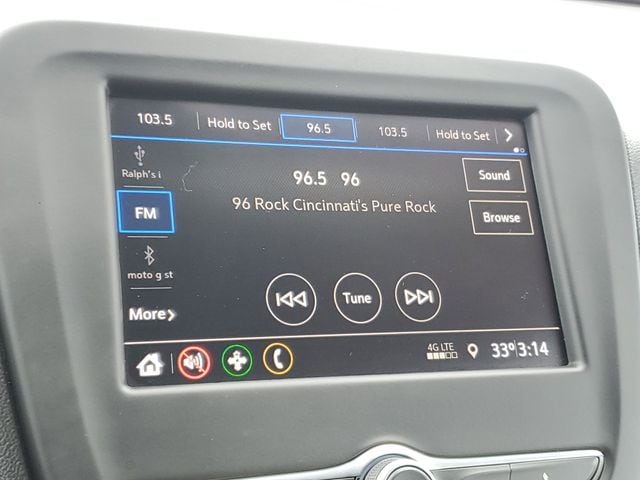 103.5 Hold to Set 96.5 103.5 Hold to Set
Ralph's i
96.5 96
Sound
FM
96 Rock Cincinnati's Pure Rock
Browse
moto g st
More
Tune
4G LTE
33° 3:14